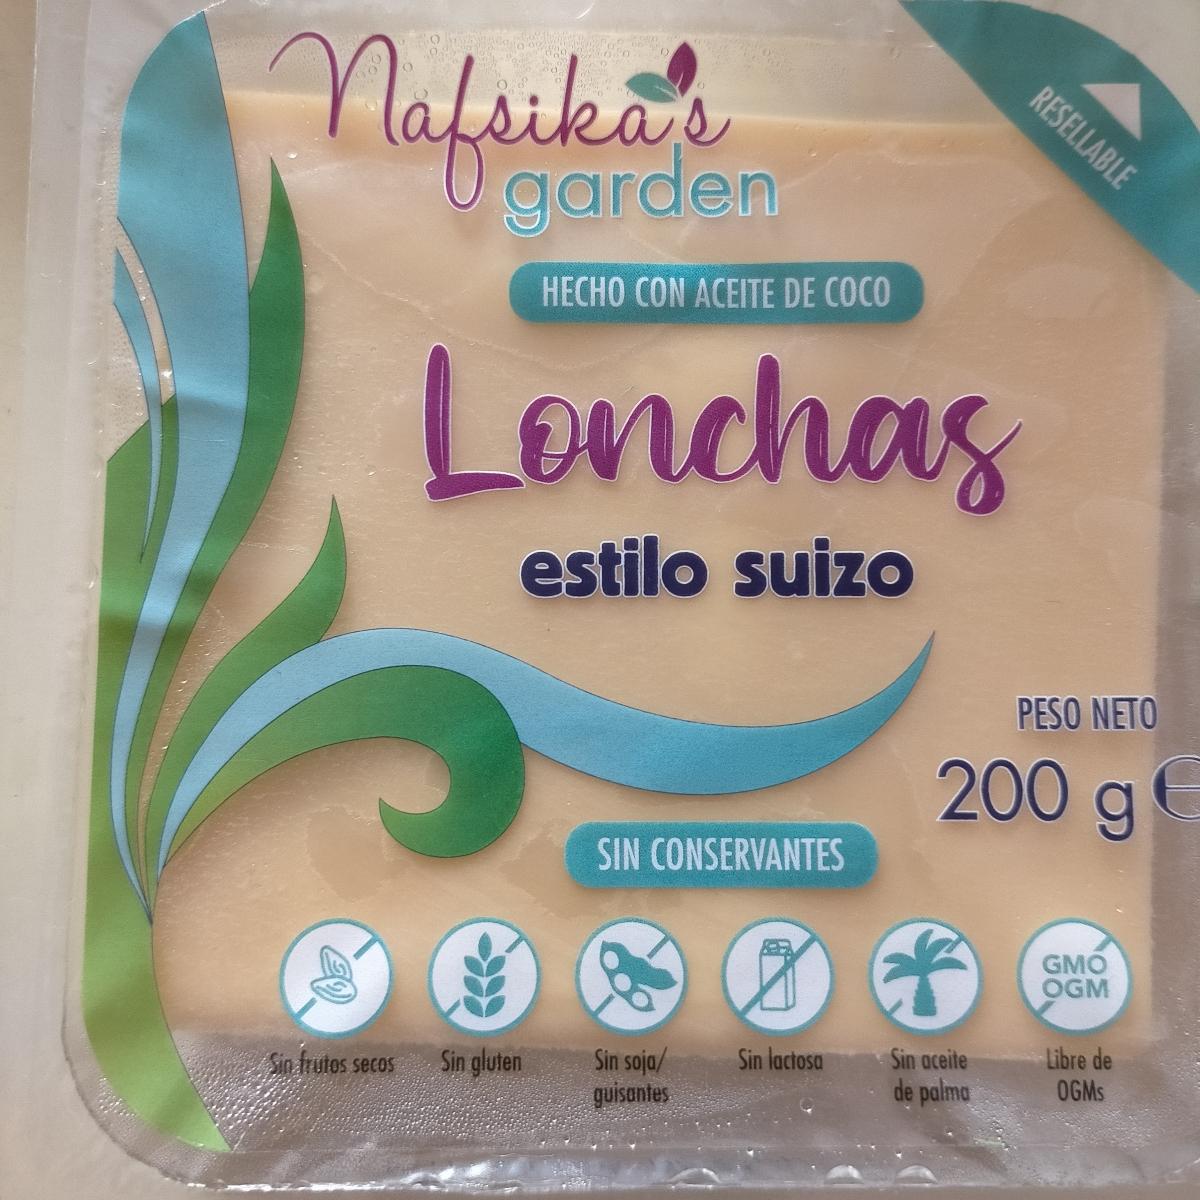 Nafsika's
garden
RESELLABLE
HECHO CON ACEITE DE COCO
Lonchas
estilo suizo
PESO NETO
200 g ℮
SIN CONSERVANTES
GMO
OGM
Sin frutos secos
Sin gluten
Sin soja/
guisantes
Sin lactosa
Sin aceite
de palma
Libre de
OGMs